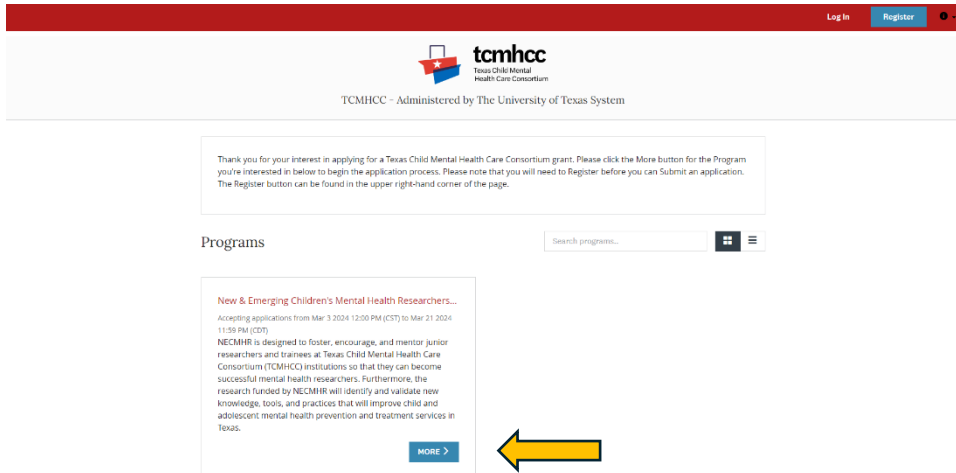 Log In
Register
tcmhcc
Texas Child Mental
Health Care Consortium
TCMHCC - Administered by The University of Texas System
Thank you for your interest in applying for a Texas Child Mental Health Care Consortium grant. Please click the More button for the Program
you're interested in below to begin the application process. Please note that you will need to Register before you can Submit an application.
The Register button can be found in the upper right-hand corner of the page.
Programs
Search programs...
New & Emerging Children's Mental Health Researchers...
Accepting applications from Mar 3 2024 12:00 PM (CST) to Mar 21 2024
11:59 PM (CDT)
NECMHR is designed to foster, encourage, and mentor junior
researchers and trainees at Texas Child Mental Health Care
Consortium (TCMHCC) institutions so that they can become
successful mental health researchers. Furthermore, the
research funded by NECMHR will identify and validate new
knowledge, tools, and practices that will improve child and
adolescent mental health prevention and treatment services in
Texas.
MORE